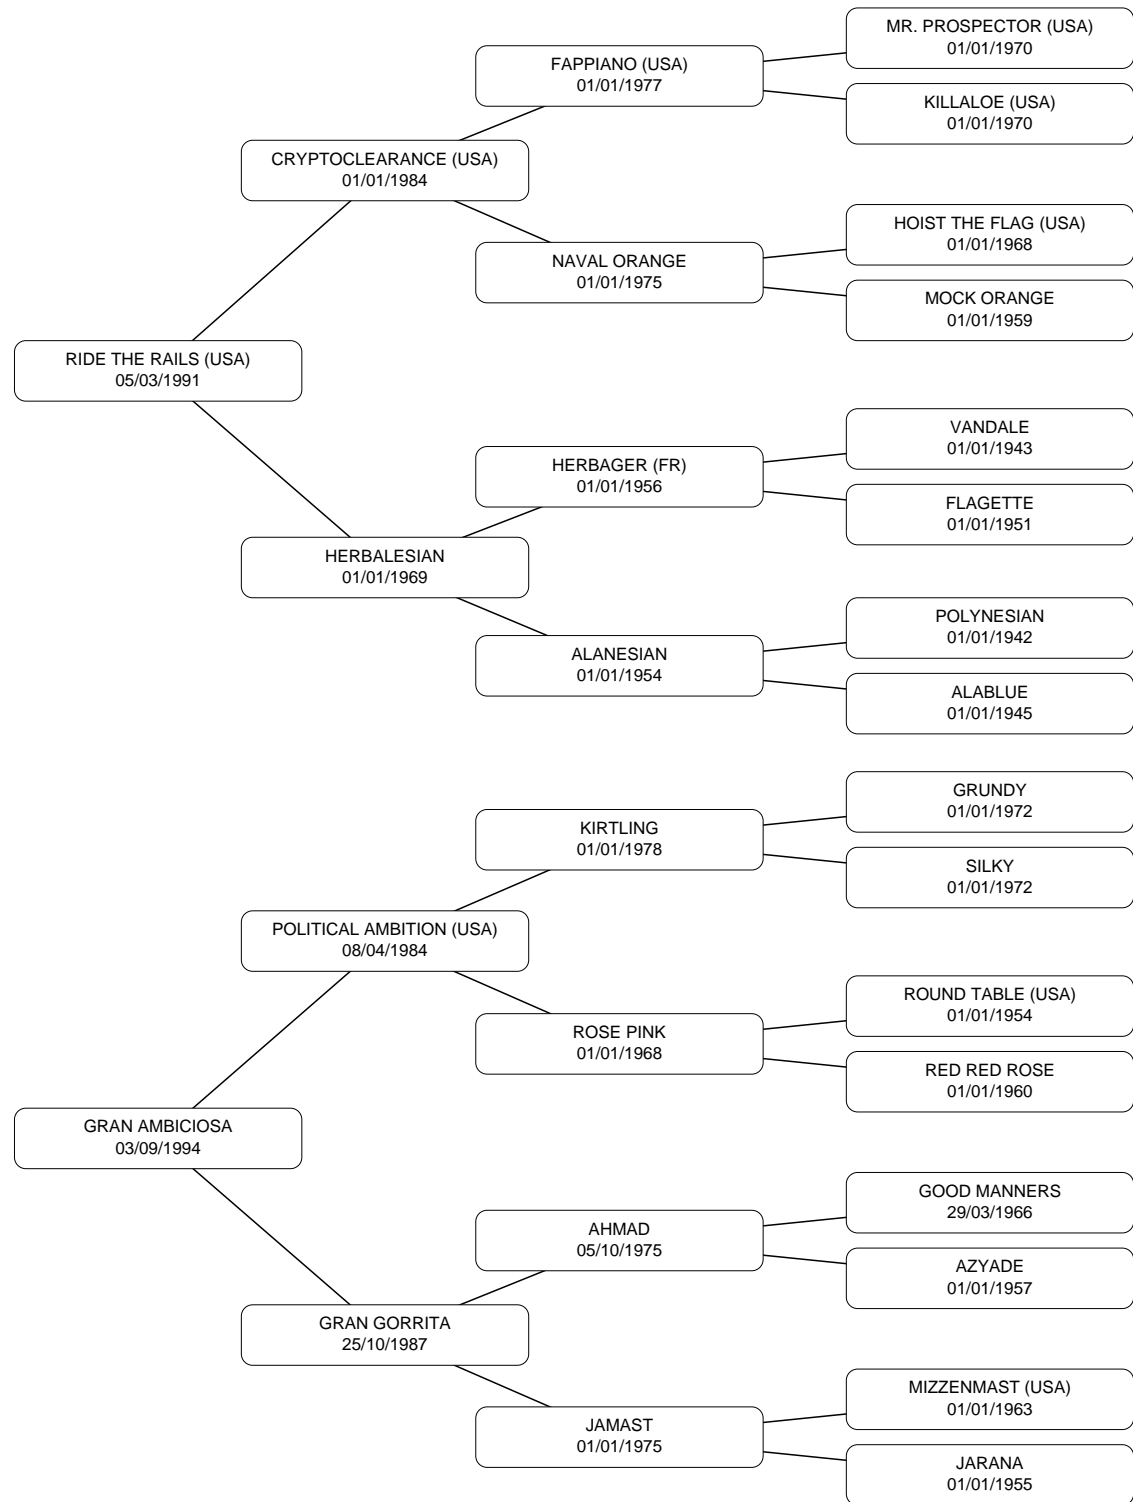 MR. PROSPECTOR (USA)
01/01/1970
FAPPIANO (USA)
01/01/1977
KILLALOE (USA)
01/01/1970
CRYPTOCLEARANCE (USA)
01/01/1984
HOIST THE FLAG (USA)
01/01/1968
NAVAL ORANGE
01/01/1975
MOCK ORANGE
01/01/1959
RIDE THE RAILS (USA)
05/03/1991
VANDALE
01/01/1943
HERBAGER (FR)
01/01/1956
FLAGETTE
01/01/1951
HERBALESIAN
01/01/1969
POLYNESIAN
01/01/1942
ALANESIAN
01/01/1954
ALABLUE
01/01/1945
GRUNDY
01/01/1972
KIRTLING
01/01/1978
SILKY
01/01/1972
POLITICAL AMBITION (USA)
08/04/1984
ROUND TABLE (USA)
01/01/1954
ROSE PINK
01/01/1968
RED RED ROSE
01/01/1960
GRAN AMBICIOSA
03/09/1994
GOOD MANNERS
29/03/1966
AHMAD
05/10/1975
AZYADE
01/01/1957
GRAN GORRITA
25/10/1987
MIZZENMAST (USA)
01/01/1963
JAMAST
01/01/1975
JARANA
01/01/1955